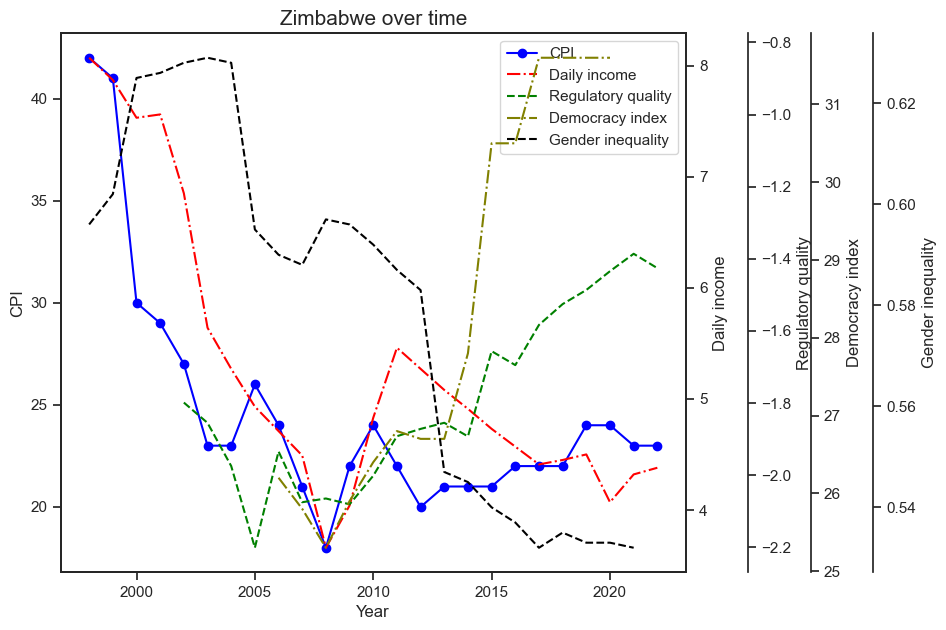 Zimbabwe over time
CPI
Daily income
Regulatory quality
Democracy index
Gender inequality
40
35
30
25
20
CPI
2000
2005
2010
2015
2020
Year
8
7
6
5
4
Daily income
−0.8
−1.0
−1.2
−1.4
−1.6
−1.8
−2.0
−2.2
Regulatory quality
31
30
29
28
27
26
25
Democracy index
0.62
0.60
0.58
0.56
0.54
Gender inequality